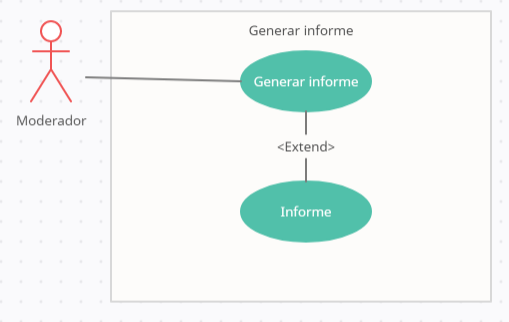 Generar informe
Generar informe
Moderador
<Extend>
Informe